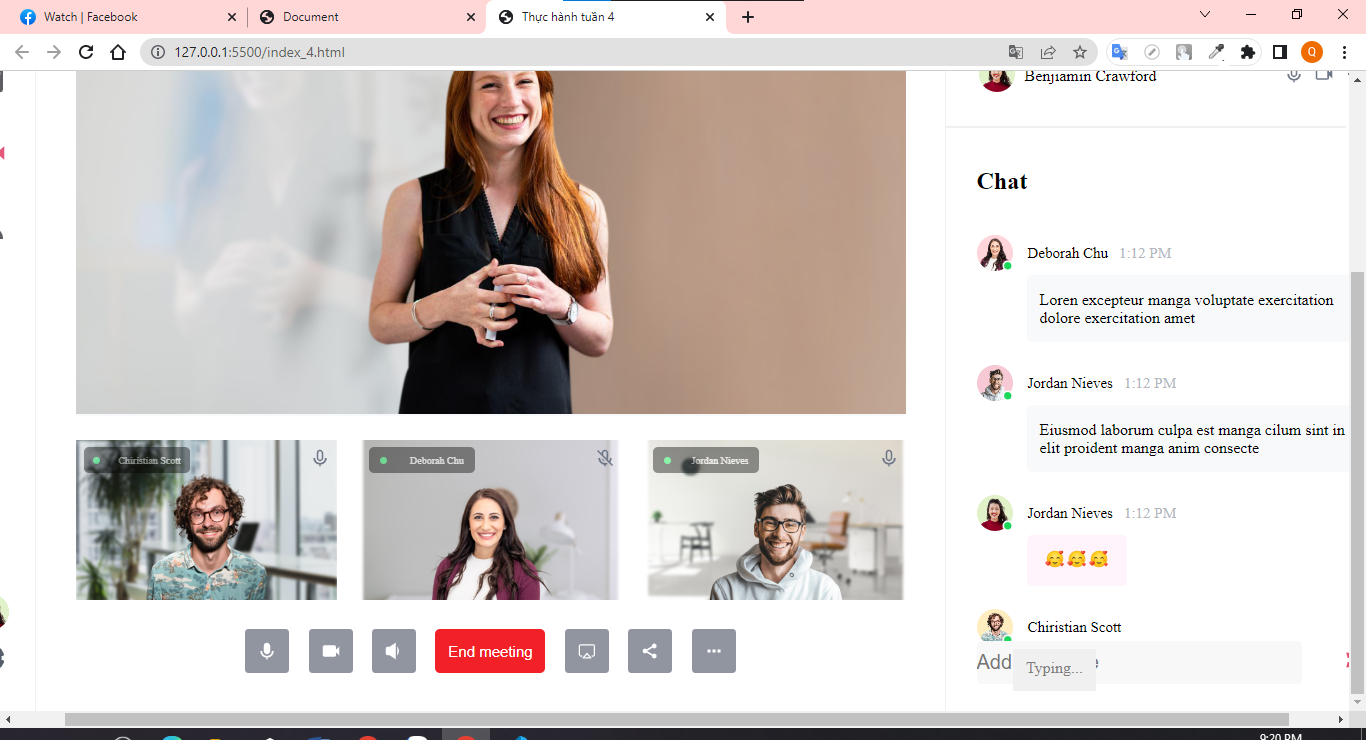 Watch | Facebook
Document
Thực hành tuần 4
127.0.0.1:5500/index_4.html
Q
Benjiamin Crawford
Chat
Deborah Chu 1:12 PM
Loren excepteur manga voluptate exercitation
dolore exercitation amet
Jordan Nieves 1:12 PM
Eiusmod laborum culpa est manga cilum sint in
elit proident manga anim consecte
Jordan Nieves 1:12 PM
🥰🥰🥰
Chiristian Scott
Add
Typing...
Chiristian Scott
Deborah Chu
Jordan Nieves
End meeting
9:20 PM